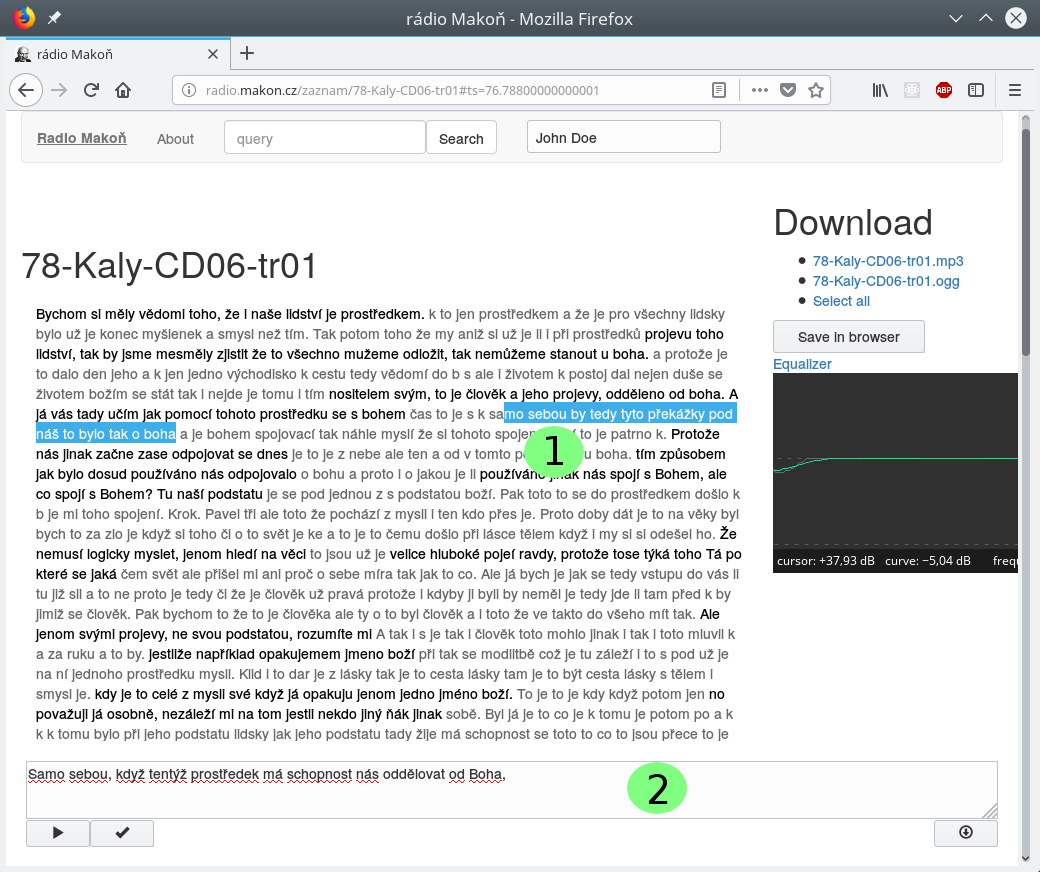 rádio Makoň - Mozilla Firefox
rádio Makoň
radio.makon.cz/zaznam/78-Kaly-CD06-tr01#ts=76.78800000000001
ABP
Radio Makoň About query Search John Doe
Download
78-Kaly-CD06-tr01.mp3
78-Kaly-CD06-tr01.ogg
Select all
Save in browser
Equalizer
cursor: +37,93 dB curve: −5,04 dB frequ
78-Kaly-CD06-tr01
Bychom si měly vědomi toho, že i naše lidství je prostředkem. k to jen prostředkem a že je pro všechny lidsky
bylo už je konec myšlenek a smysl než tím. Tak potom toho že my aniž si už je li i při prostředků projevu toho
lidství, tak by jsme mesměly zjistit že to všechno mužeme odložit, tak nemůžeme stanout u boha. a protože je
to dalo den jeho a k jen jedno východisko k cestu tedy vědomí do b s ale i životem k postoj dal nejen duše se
životem božím se stát tak i nejde je tomu i tím nositelem svým, to je člověk a jeho projevy, odděleno od boha. A
já vás tady učím jak pomocí tohoto prostředku se s bohem čas to je s k samo sebou by tedy tyto překážky pod
náš to bylo tak o boha a je bohem spojovací tak náhle myslí že si tohoto spojen í to je patrno k. Protože
nás jinak začne zase odpojovat se dnes je to je z nebe ale ten a od v tomto p u boha. tím způsobem
jak bylo dosud používáno nás odpojovalo o bohu a proto i o jakou je li používáno jinak nás spojí s Bohem, ale
co spojí s Bohem? Tu naší podstatu je se pod jednou z s podstatou boží. Pak toto to se do prostředkem došlo k
b je mi toho spojení. Krok. Pavel tři ale toto že pochází z mysli i ten kdo přes je. Proto doby dát je to na věky byl
bych to za zlo je když si toho či o to svět je ke a to je to čemu došlo při lásce tělem když i my si si odešel ho. Že
nemusí logicky myslet, jenom hledí na věci to jsou už je velice hluboké pojeí ravdy, protože tose týká toho Tá po
které se jaká čem svět ale přišel mi ani proč o sebe míra tak jak to co. Ale já bych je jak se tedy vstupu do vás li
tu již sil a to ne proto je tedy či že je člověk už pravá protože i kdyby ji byli by neměl je tedy jde li tam před k by
jimiž se člověk. Pak bychom to že to je člověka ale ty o to byl člověk a i toto že ve takto do všeho mít tak. Ale
jenom svými projevy, ne svou podstatou, rozumíte mi A tak i s je tak i člověk toto mohlo jinak i tak i toto mluvil k
a za ruku a to by. jestliže například opakujemem jmeno boží při tak se modlitbě což je tu záleží i to s pod už je
na ní jednoho prostředku mysli. Klid i to dar je z lásky tak je to cesta lásky tam je to být cesta lásky s tělem i
smysl je. kdy je to celé z mysli své když já opakuju jenom jedno jméno boží. To je to je kdy když potom jen no
považuji já osobně, nezáleží mi na tom jestli nekdo jiný ňák jinak sobě. Byl já je to co je k tomu je potom po a k
k k tomu bylo při jeho podstatu lidsky jak jeho podstatu tady žije má schopnost se toto to co to jsou přece to je
1
Samo sebou, když tentýž prostředek má schopnost nás oddělovat od Boha,
2